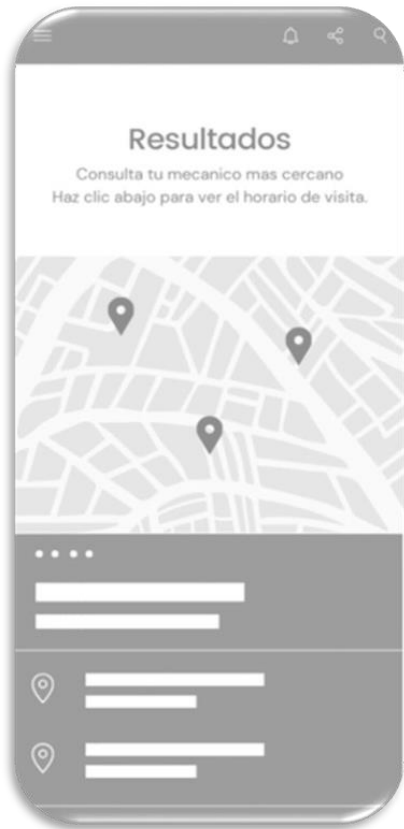 Resultados
Consulta tu mecanico mas cercano
Haz clic abajo para ver el horario de visita.